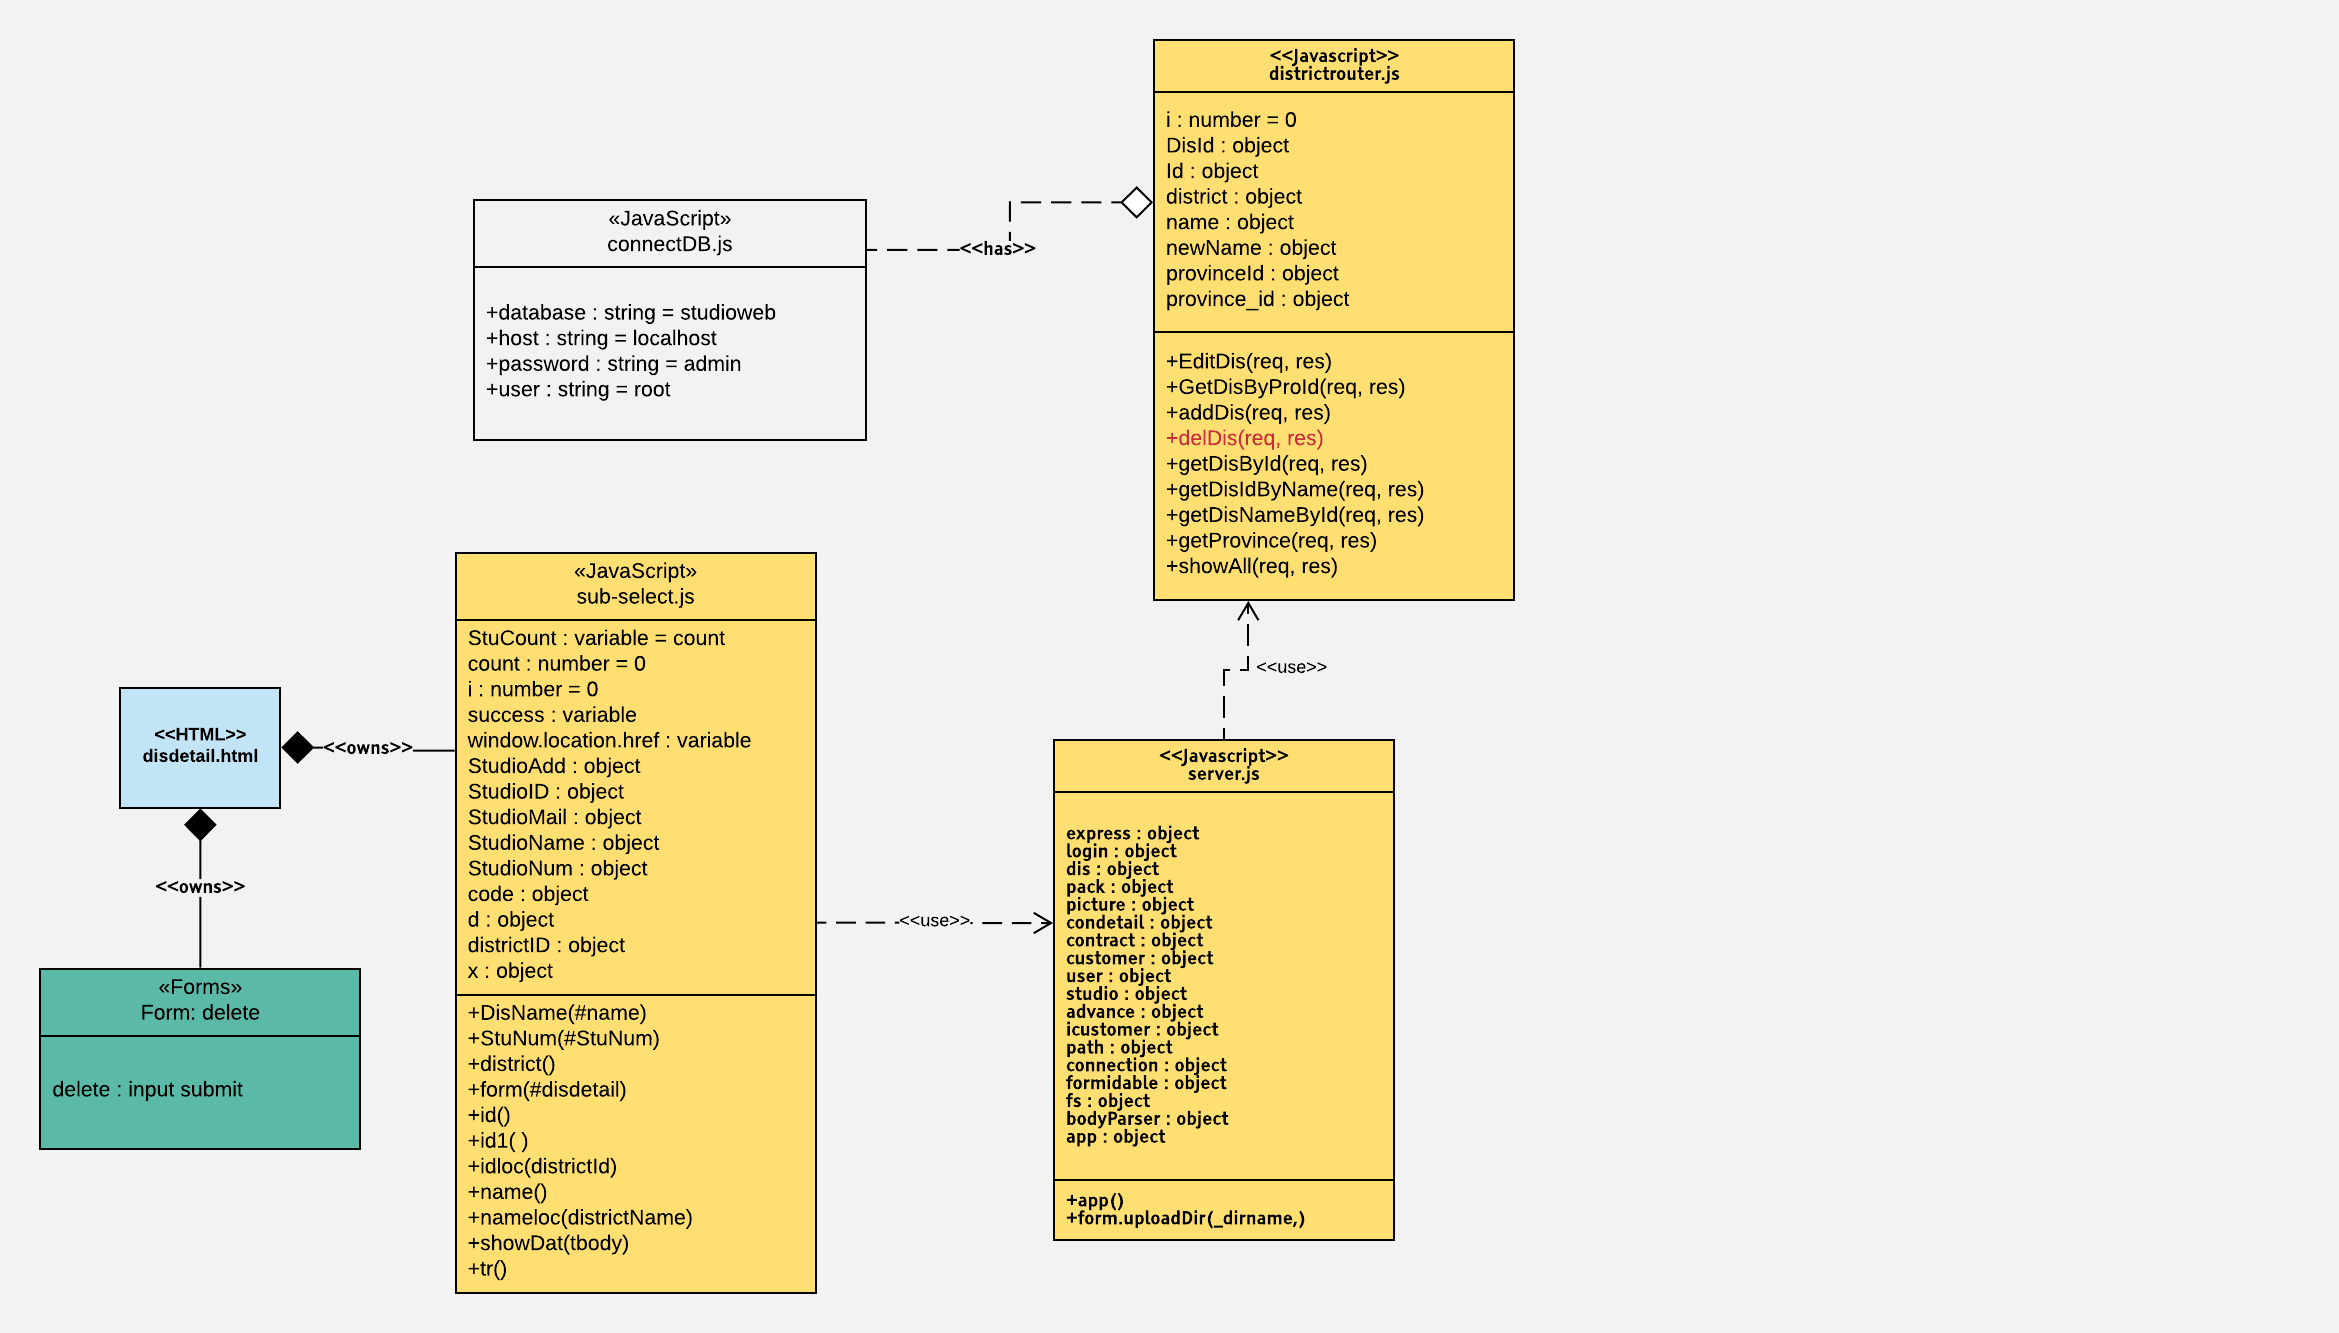 <<Javascript>>
districtrouter.js
i : number = 0
DisId : object
Id : object
district : object
name : object
newName : object
provinceId : object
province_id : object
+EditDis(req, res)
+GetDisByProId(req, res)
+addDis(req, res)
+delDis(req, res)
+getDisById(req, res)
+getDisIdByName(req, res)
+getDisNameById(req, res)
+getProvince(req, res)
+showAll(req, res)
«JavaScript»
connectDB.js
+database : string = studioweb
+host : string = localhost
+password : string = admin
+user : string = root
<<has>>
«JavaScript»
sub-select.js
StuCount : variable = count
count : number = 0
i : number = 0
success : variable
window.location.href : variable
StudioAdd : object
StudioID : object
StudioMail : object
StudioName : object
StudioNum : object
code : object
d : object
districtID : object
x : object
+DisName(#name)
+StuNum(#StuNum)
+district()
+form(#disdetail)
+id()
+id1( )
+idloc(districtId)
+name()
+nameloc(districtName)
+showDat(tbody)
+tr()
<<HTML>>
disdetail.html
<<owns>>
<<owns>>
«Forms»
Form: delete
delete : input submit
<<use>>
<<use>>
<<Javascript>>
server.js
express : object
login : object
dis : object
pack : object
picture : object
condetail : object
contract : object
customer : object
user : object
studio : object
advance : object
icustomer : object
path : object
connection : object
formidable : object
fs : object
bodyParser : object
app : object
+app()
+form.uploadDir(_dirname,)